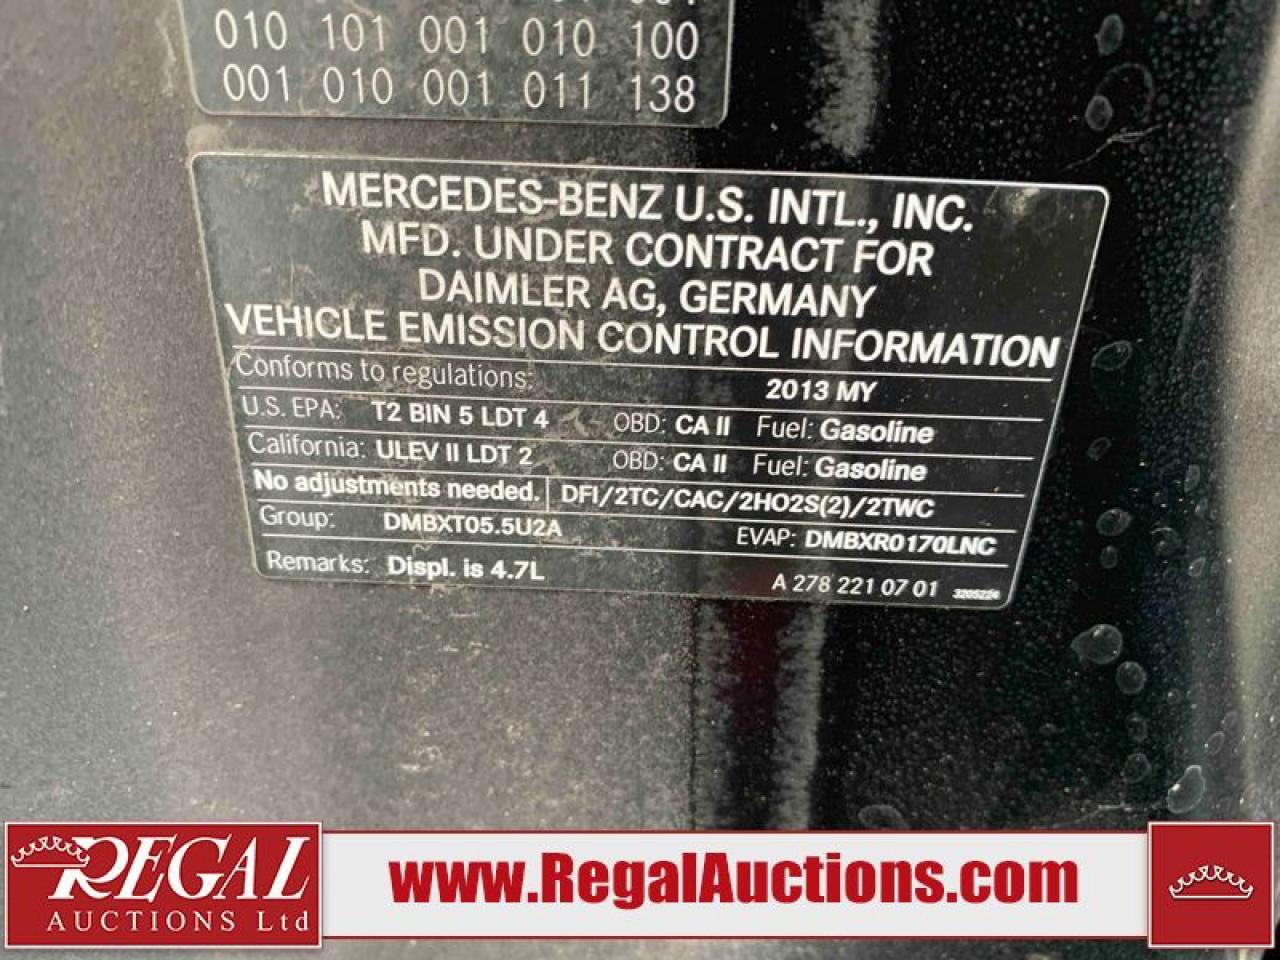 010 101 001 010 100
001 010 001 011 138
MERCEDES-BENZ U.S. INTL., INC.
MFD. UNDER CONTRACT FOR
DAIMLER AG, GERMANY
VEHICLE EMISSION CONTROL INFORMATION
Conforms to regulations: 2013 MY
U.S. EPA: T2 BIN 5 LDT 4 OBD: CA II Fuel: Gasoline
California: ULEV II LDT 2 OBD: CA II Fuel: Gasoline
No adjustments needed. DFI/2TC/CAC/2HO2S(2)/2TWC
Group: DMBXT05.5U2A EVAP: DMBXR0170LNC
Remarks: Displ. is 4.7L A 278 221 07 01 3205224
REGAL
AUCTIONS Ltd
www.RegalAuctions.com